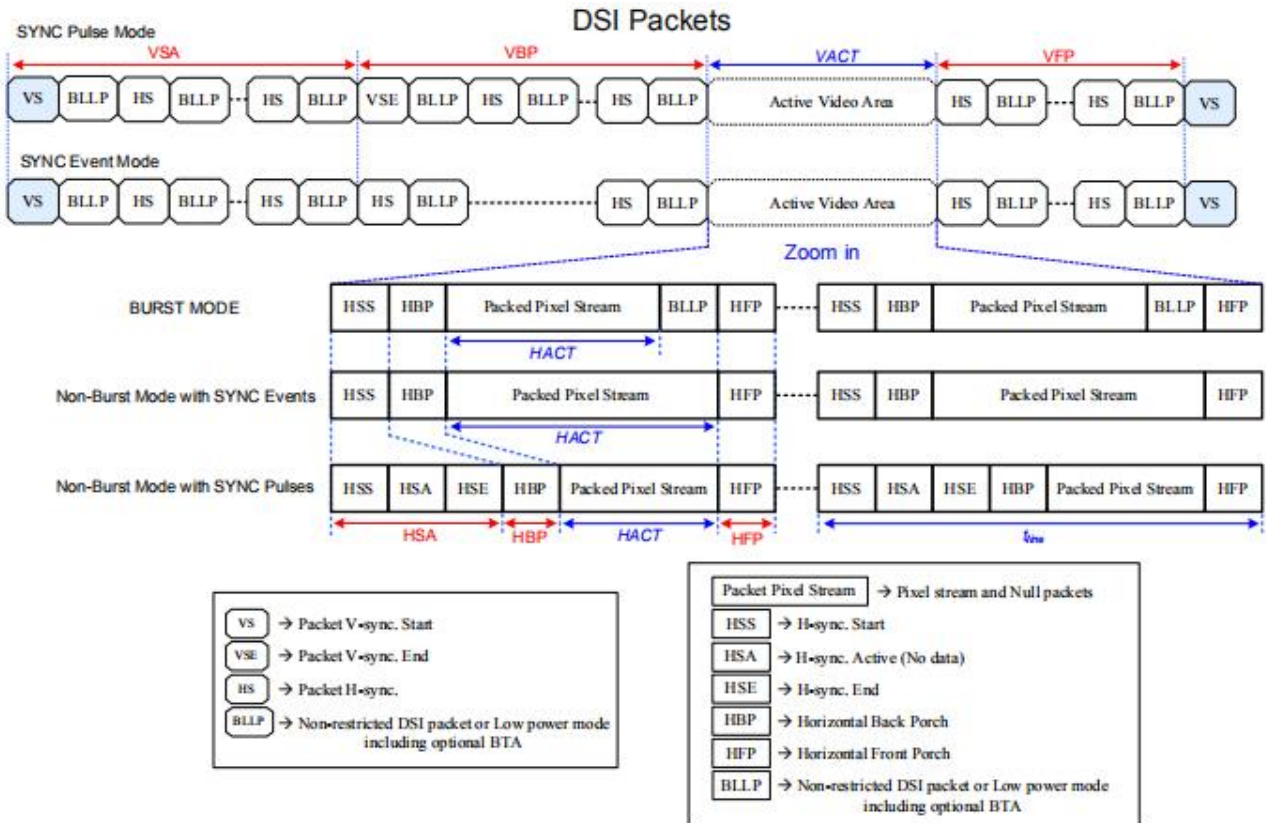 DSI Packets
SYNC Pulse Mode
VSA VBP VACT VFP
VS BLLP HS BLLP HS BLLP VSE BLLP HS BLLP HS BLLP Active Video Area HS BLLP HS BLLP VS
SYNC Event Mode
VS BLLP HS BLLP HS BLLP HS BLLP HS BLLP Active Video Area HS BLLP HS BLLP VS
Zoom in
BURST MODE HSS HBP Packed Pixel Stream BLLP HFP HSS HBP Packed Pixel Stream BLLP HFP
HACT
Non-Burst Mode with SYNC Events HSS HBP Packed Pixel Stream HFP HSS HBP Packed Pixel Stream HFP
HACT
Non-Burst Mode with SYNC Pulses HSS HSA HSE HBP Packed Pixel Stream HFP HSS HSA HSE HBP Packed Pixel Stream HFP
HSA HBP HACT HFP
VS → Packet V-sync. Start
VSE → Packet V-sync. End
HS → Packet H-sync.
BLLP → Non-restricted DSI packet or Low power mode
including optional BTA
Packet Pixel Stream → Pixel stream and Null packets
HSS → H-sync. Start
HSA → H-sync. Active (No data)
HSE → H-sync. End
HBP → Horizontal Back Porch
HFP → Horizontal Front Porch
BLLP → Non-restricted DSI packet or Low power mode
including optional BTA